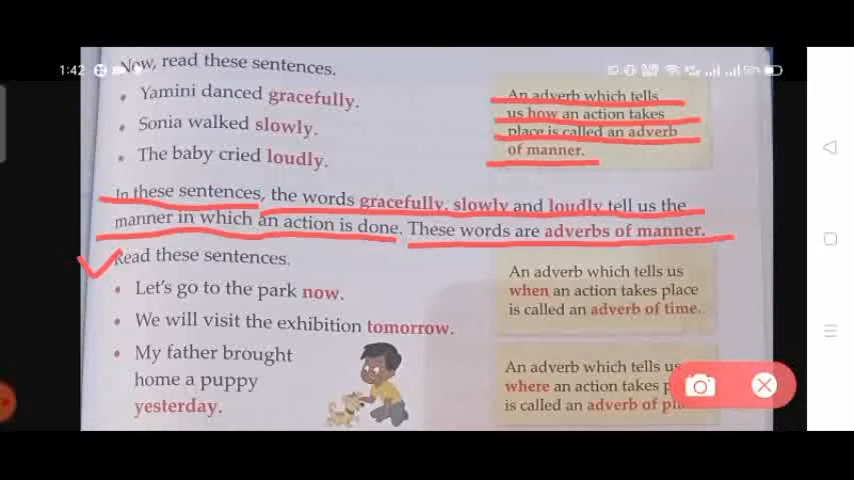 1:42
Now, read these sentences.
• Yamini danced gracefully.
• Sonia walked slowly.
• The baby cried loudly.
An adverb which tells
us how an action takes
place is called an adverb
of manner.
In these sentences, the words gracefully, slowly and loudly tell us the
manner in which an action is done. These words are adverbs of manner.
Read these sentences.
• Let's go to the park now.
• We will visit the exhibition tomorrow.
• My father brought
home a puppy
yesterday.
An adverb which tells us
when an action takes place
is called an adverb of time.
An adverb which tells us
where an action takes
is called an adverb of